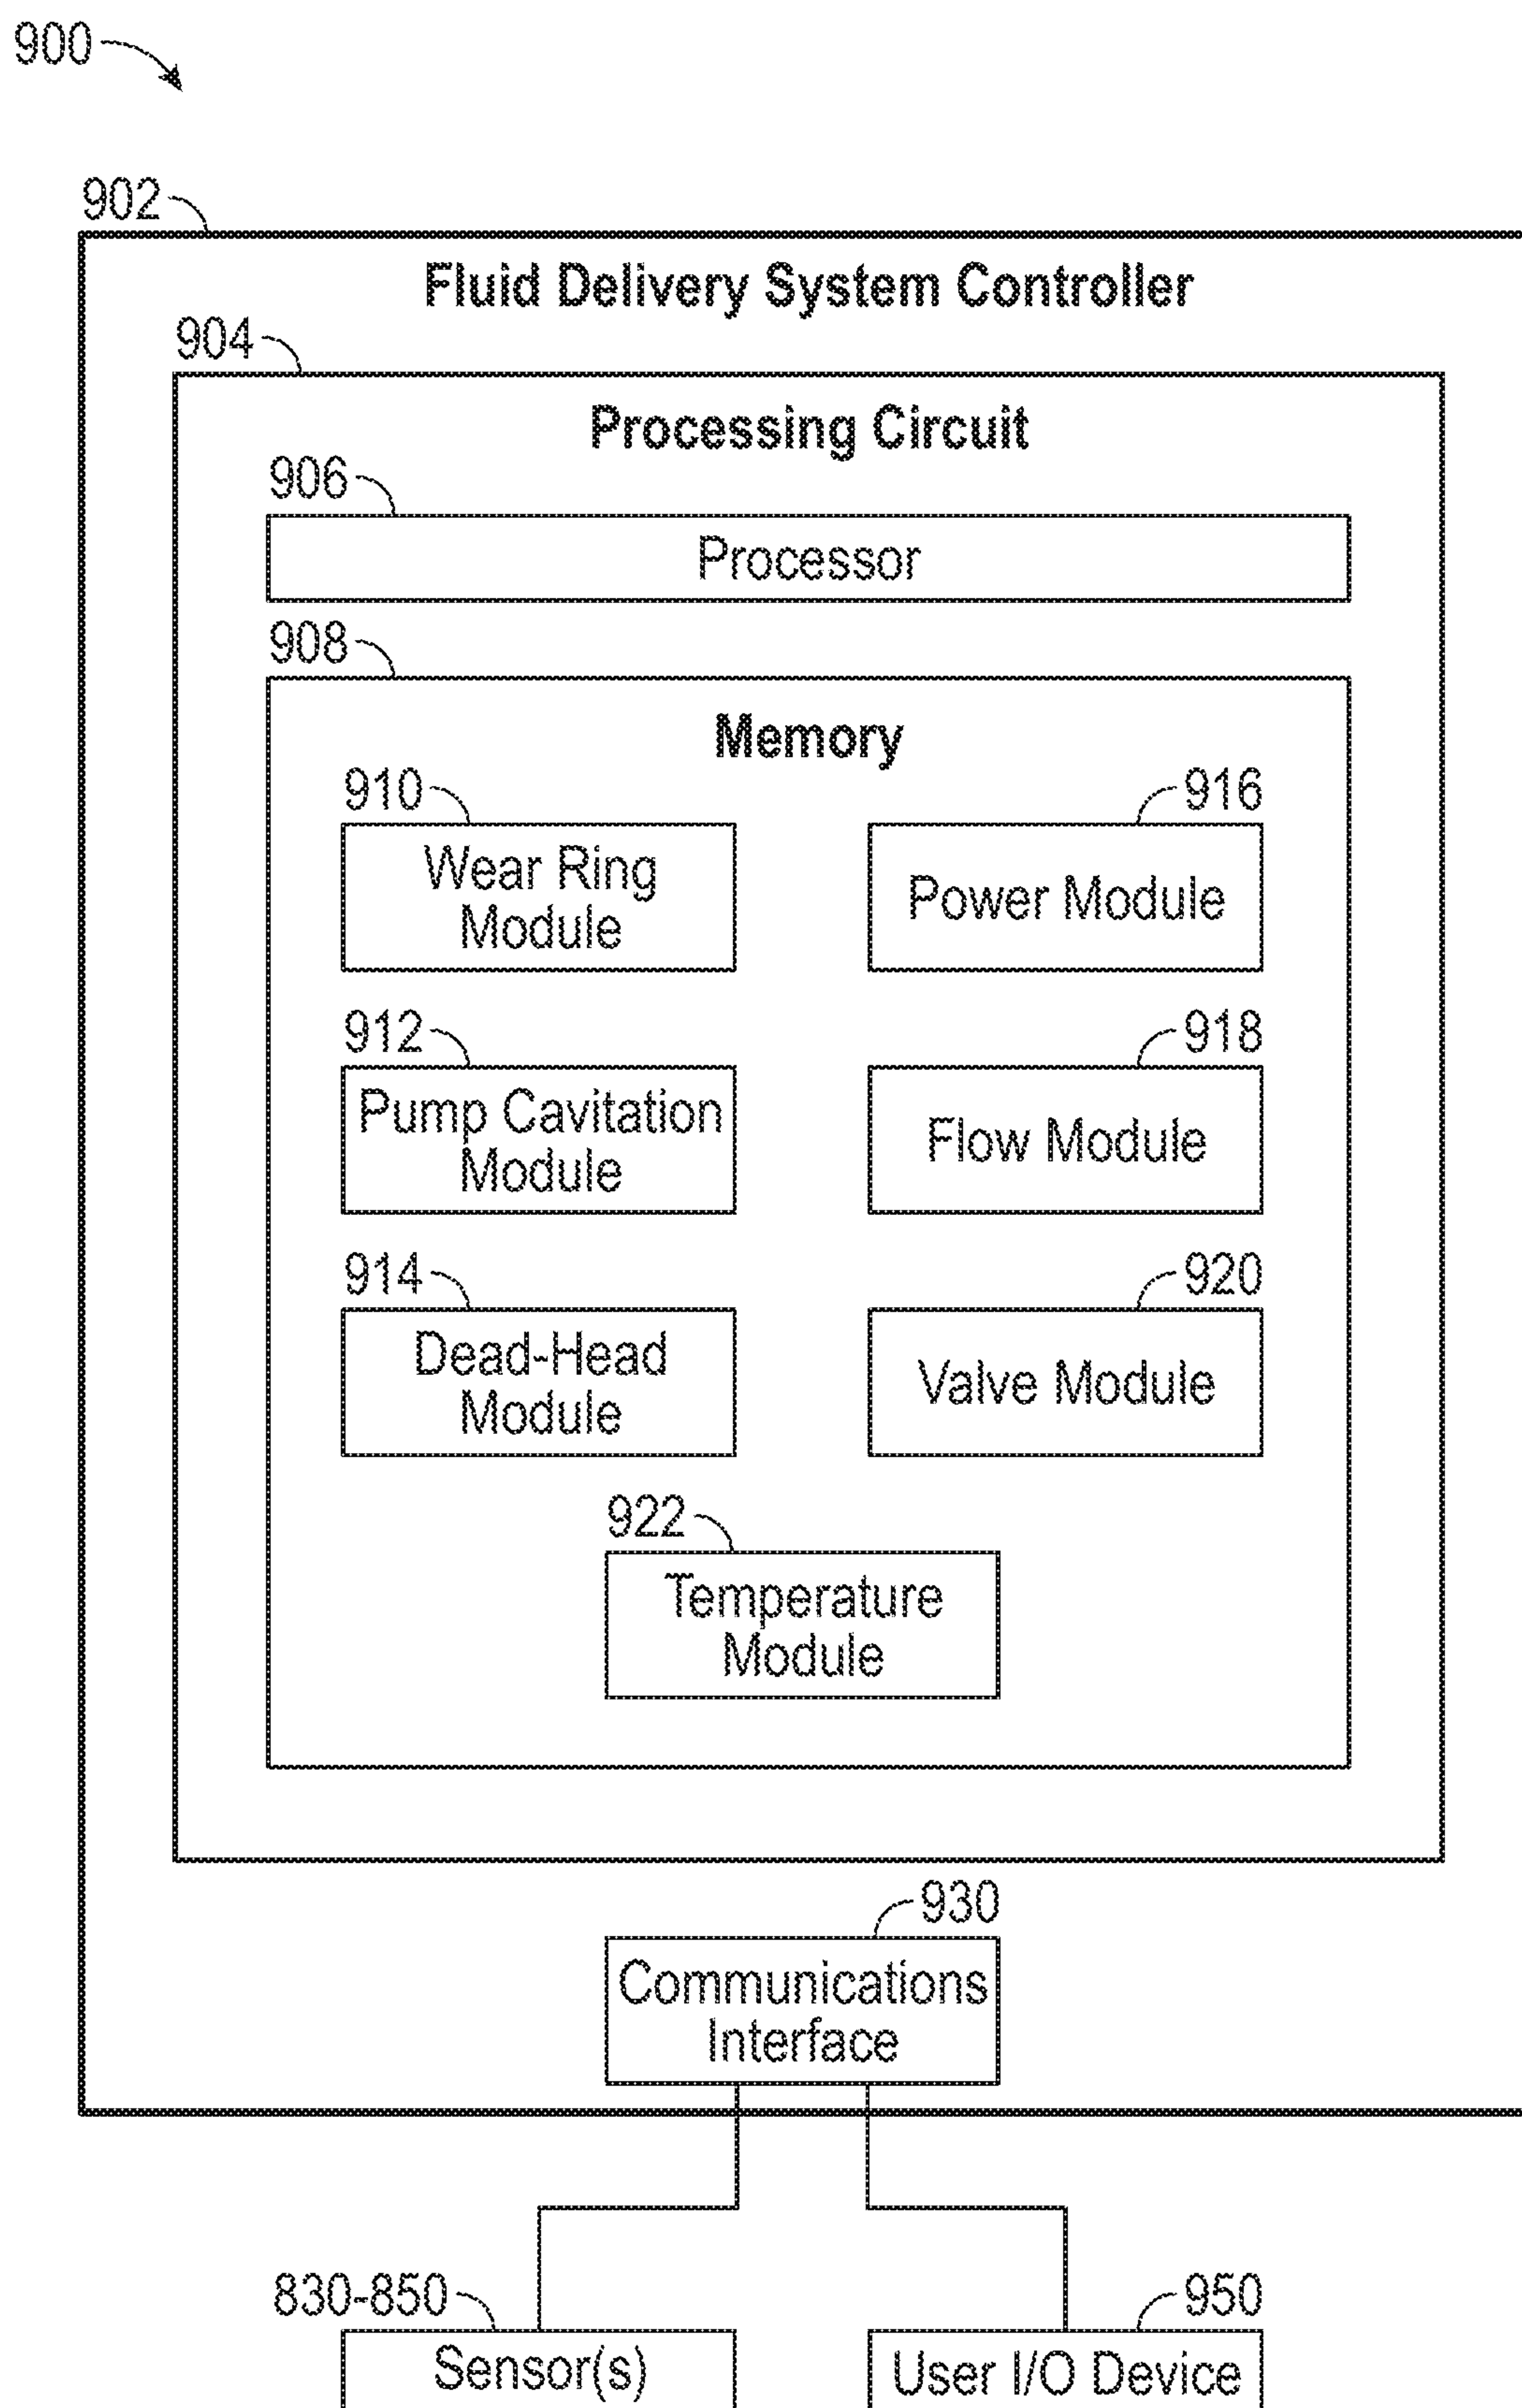 900
902
Fluid Delivery System Controller
904
Processing Circuit
906
Processor
908
Memory
910
Wear Ring
Module
916
Power Module
912
Pump Cavitation
Module
918
Flow Module
914
Dead-Head
Module
920
Valve Module
922
Temperature
Module
930
Communications
Interface
830-850
Sensor(s)
950
User I/O Device